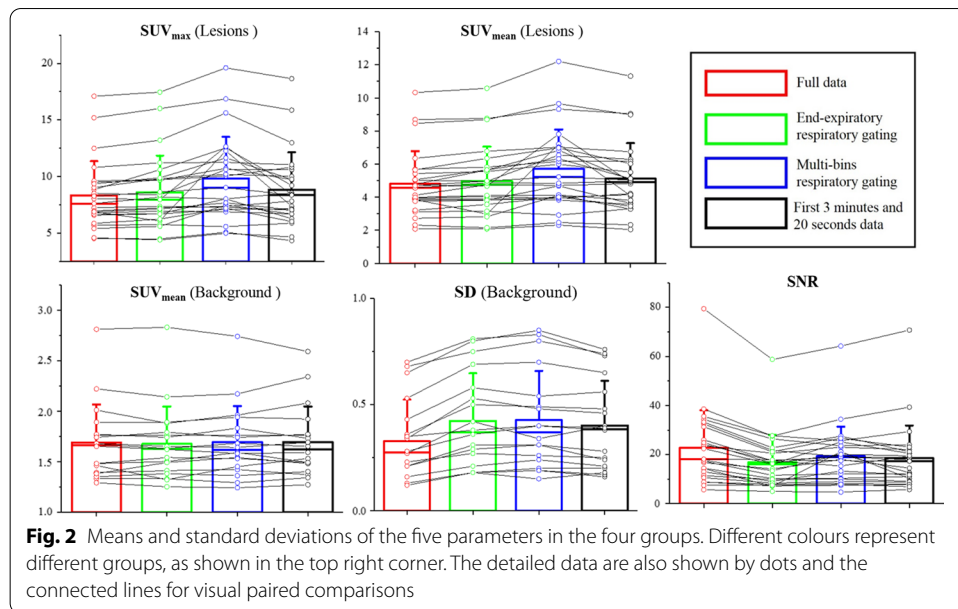 SUVmax (Lesions )
20
15
10
5
SUVmean (Lesions )
14
12
10
8
6
4
2
0
Full data
End-expiratory
respiratory gating
Multi-bins
respiratory gating
First 3 minutes and
20 seconds data
SUVmean (Background )
3.0
2.5
2.0
1.5
1.0
SD (Background)
1.0
0.5
0.0
SNR
80
60
40
20
0
Fig. 2 Means and standard deviations of the five parameters in the four groups. Different colours represent
different groups, as shown in the top right corner. The detailed data are also shown by dots and the
connected lines for visual paired comparisons